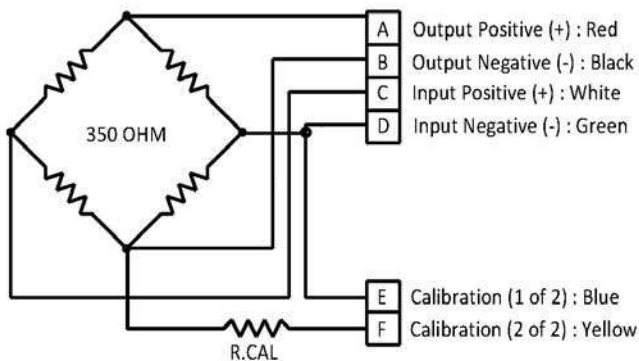 A Output Positive (+) : Red
B Output Negative (-) : Black
C Input Positive (+) : White
350 OHM
D Input Negative (-) : Green
E Calibration (1 of 2) : Blue
F Calibration (2 of 2) : Yellow
R.CAL